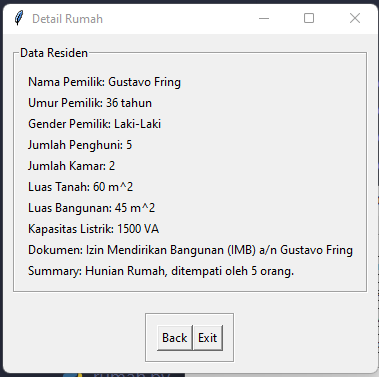 Detail Rumah
Data Residen
Nama Pemilik: Gustavo Fring
Umur Pemilik: 36 tahun
Gender Pemilik: Laki-Laki
Jumlah Penghuni: 5
Jumlah Kamar: 2
Luas Tanah: 60 m^2
Luas Bangunan: 45 m^2
Kapasitas Listrik: 1500 VA
Dokumen: Izin Mendirikan Bangunan (IMB) a/n Gustavo Fring
Summary: Hunian Rumah, ditempati oleh 5 orang.
Back Exit